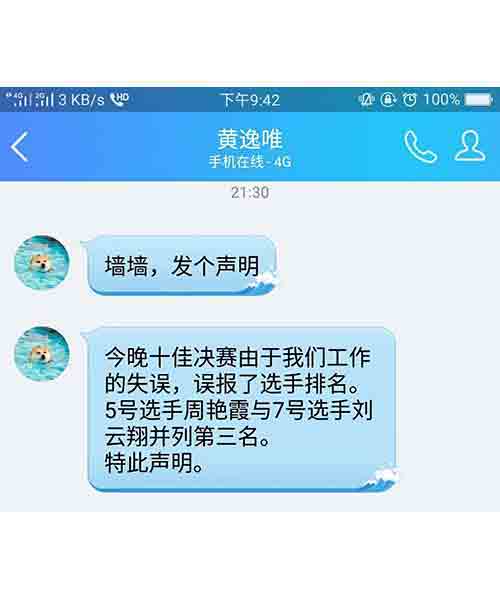 4G 2G 3 KB/s HD 下午9:42 100%
黄逸唯
手机在线 - 4G
21:30
墙墙，发个声明
今晚十佳决赛由于我们工作
的失误，误报了选手排名。
5号选手周艳霞与7号选手刘
云翔并列第三名。
特此声明。